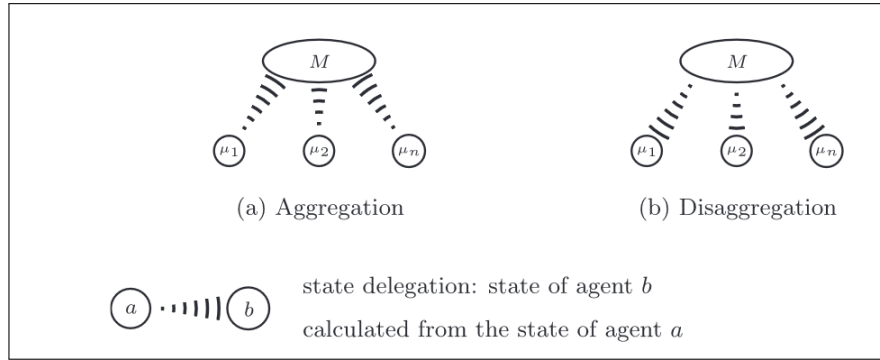 M M
μ1 μ2 μn μ1 μ2 μn
(a) Aggregation (b) Disaggregation
state delegation: state of agent b
a b
calculated from the state of agent a